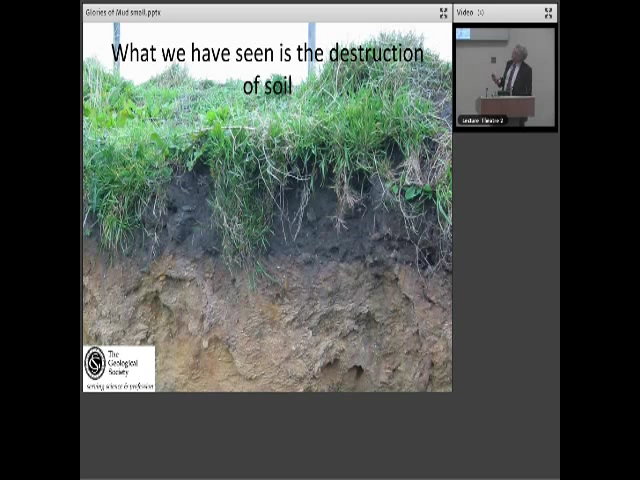 Glories of Mud small.pptx
Video (1)
What we have seen is the destruction
of soil
Lecture Theatre 2
The
Geological
Society
serving science & profession